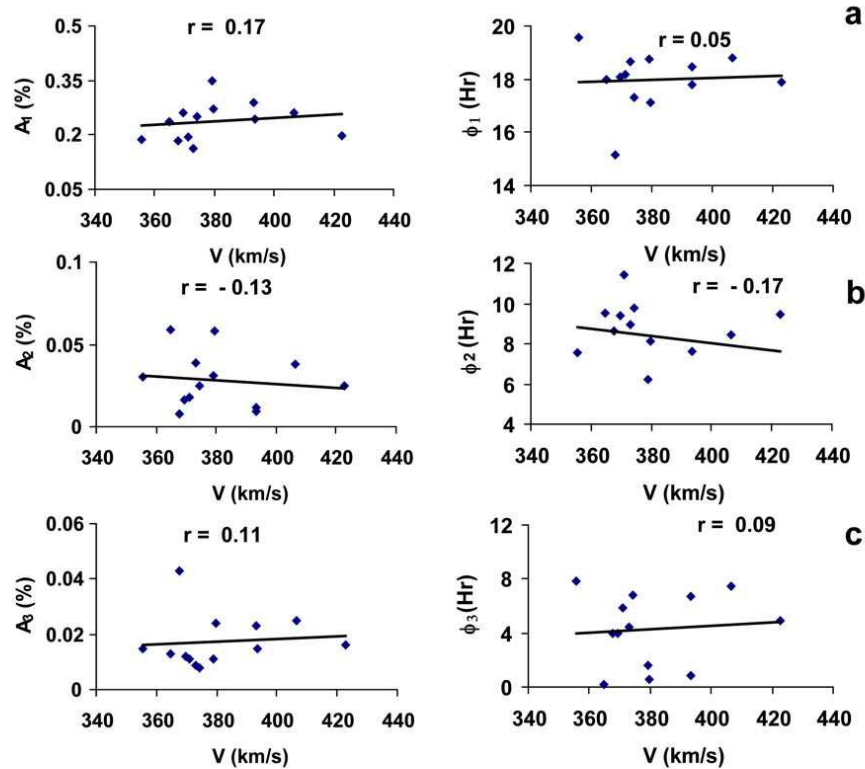 a
r = 0.17
A₁ (%)
0.5
0.35
0.2
0.05
340 360 380 400 420 440
V (km/s)
r = 0.05
ϕ₁ (Hr)
20
18
16
14
340 360 380 400 420 440
V (km/s)
b
r = - 0.13
A₂ (%)
0.1
0.05
0
340 360 380 400 420 440
V (km/s)
r = - 0.17
ϕ₂ (Hr)
12
10
8
6
4
340 360 380 400 420 440
V (km/s)
c
r = 0.11
A₃ (%)
0.06
0.04
0.02
0
340 360 380 400 420 440
V (km/s)
r = 0.09
ϕ₃(Hr)
12
8
4
0
340 360 380 400 420 440
V (km/s)